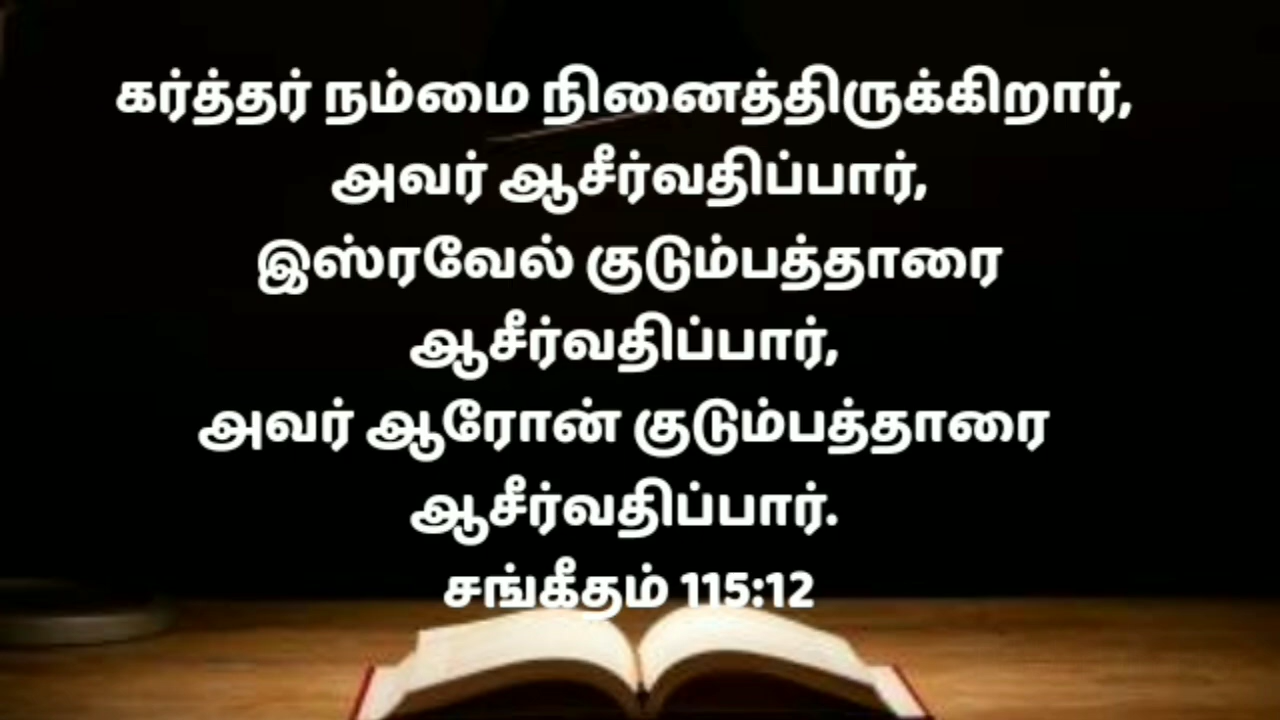 கர்த்தர் நம்மை நினைத்திருக்கிறார்,
அவர் ஆசீர்வதிப்பார்,
இஸ்ரவேல் குடும்பத்தாரை
ஆசீர்வதிப்பார்,
அவர் ஆரோன் குடும்பத்தாரை
ஆசீர்வதிப்பார்.
சங்கீதம் 115:12